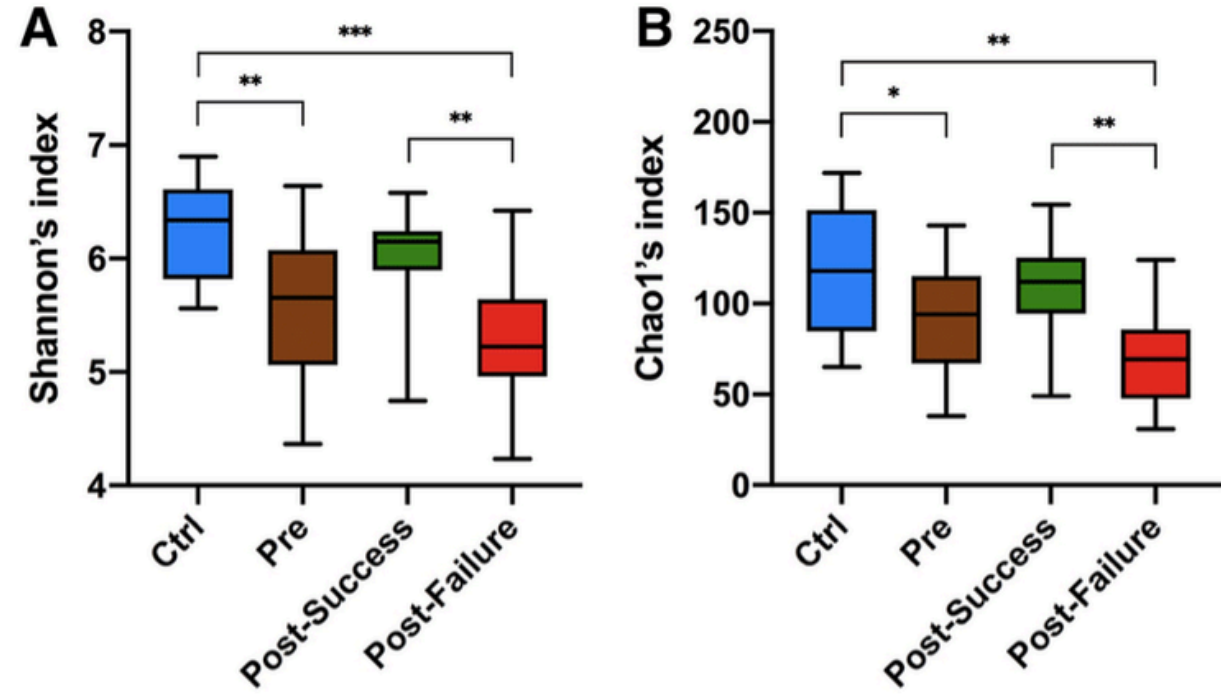 A
Shannon's index
8
7
6
5
4
***
**
**
Ctrl
Pre
Post-Success
Post-Failure
B
Chao1's index
250
200
150
100
50
0
**
*
**
Ctrl
Pre
Post-Success
Post-Failure